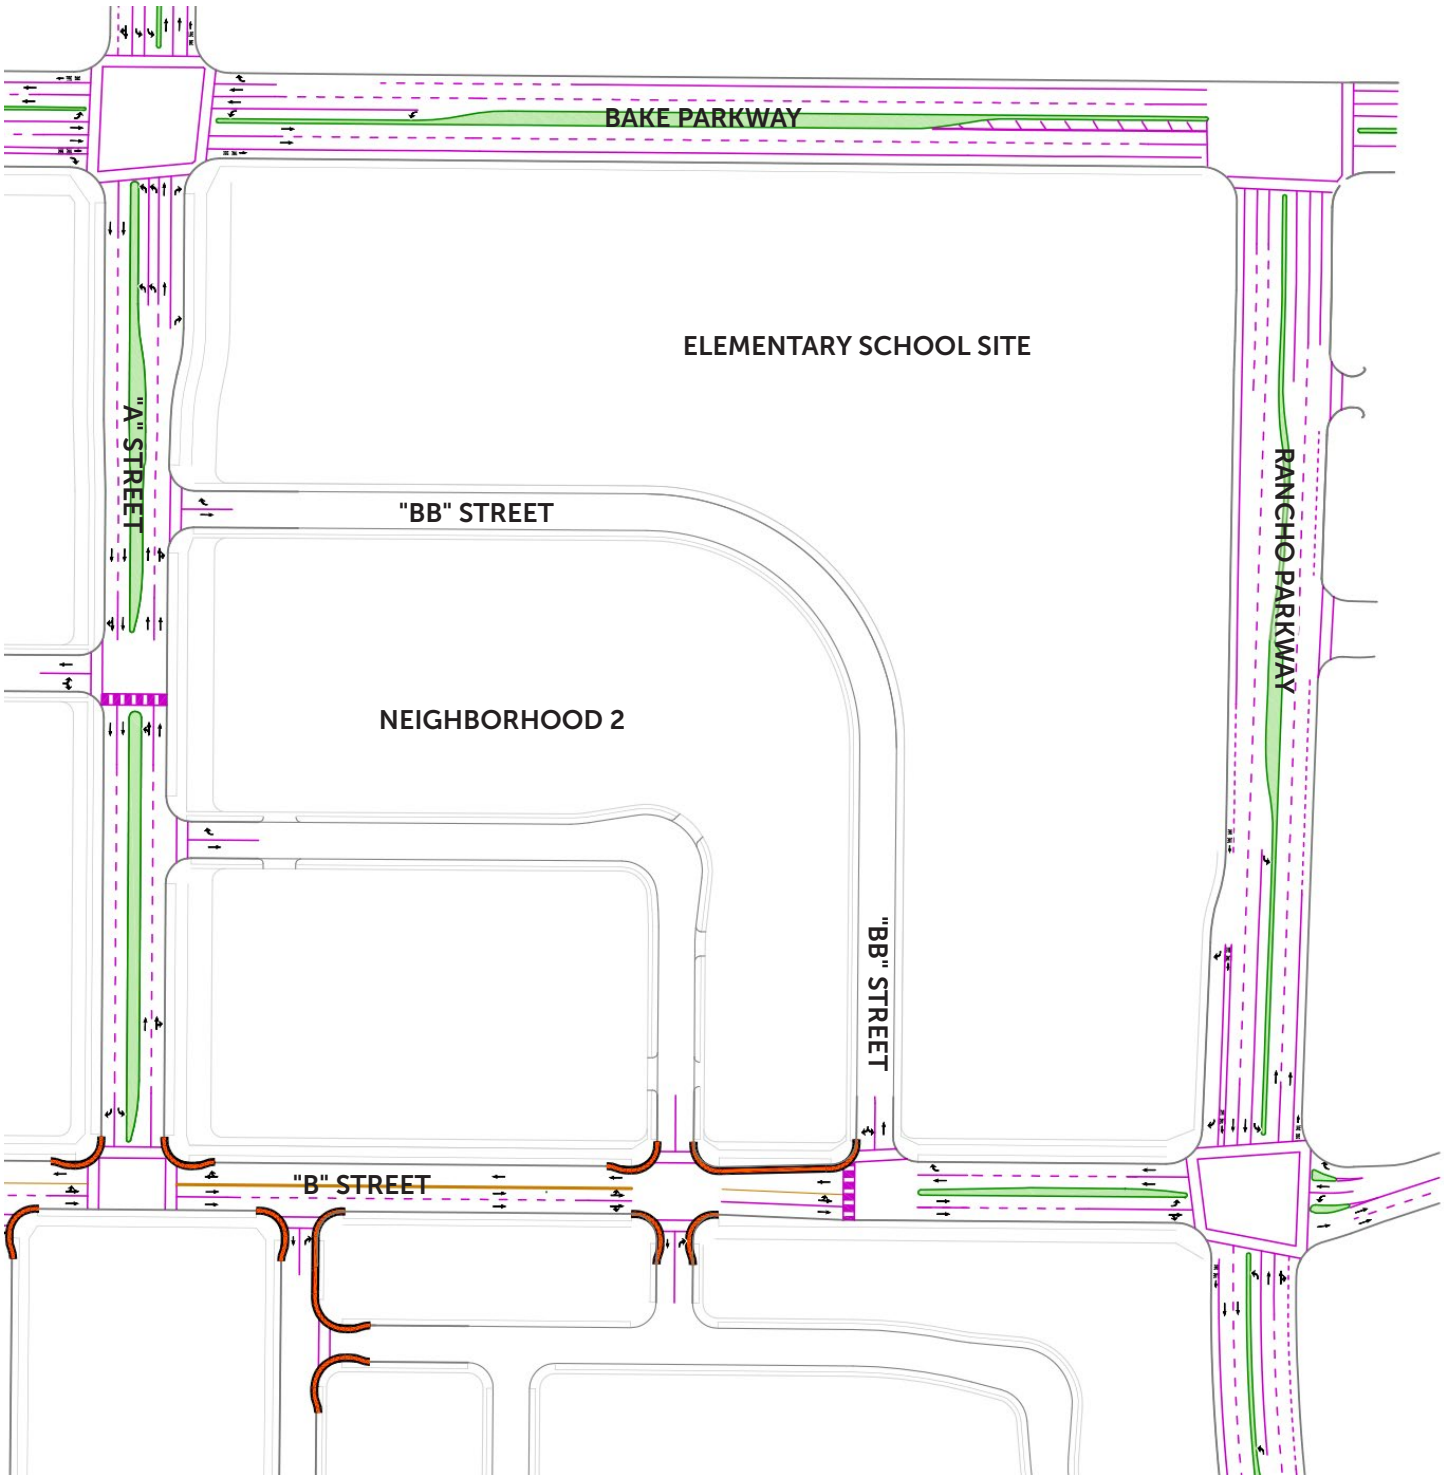 BAKE PARKWAY
ELEMENTARY SCHOOL SITE
"A" STREET
RANCHO PARKWAY
"BB" STREET
NEIGHBORHOOD 2
"BB" STREET
"B" STREET